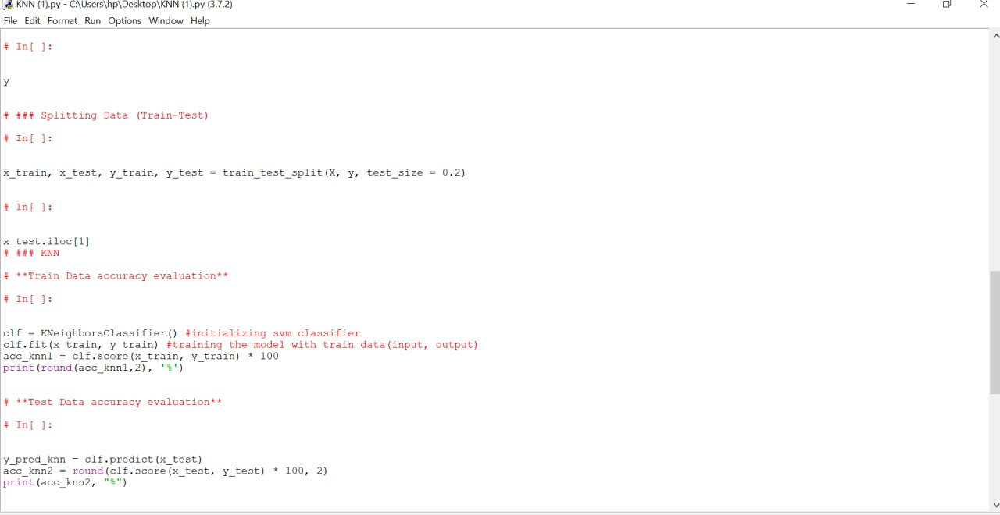 KNN (1).py - C:\Users\hp\Desktop\KNN (1).py (3.7.2)
File Edit Format Run Options Window Help
# In[ ]:
y
# ### Splitting Data (Train-Test)
# In[ ]:
x_train, x_test, y_train, y_test = train_test_split(X, y, test_size = 0.2)
# In[ ]:
x_test.iloc[1]
# ### KNN
# **Train Data accuracy evaluation**
# In[ ]:
clf = KNeighborsClassifier() #initializing svm classifier
clf.fit(x_train, y_train) #training the model with train data(input, output)
acc_knn1 = clf.score(x_train, y_train) * 100
print(round(acc_knn1,2), '%')
# **Test Data accuracy evaluation**
# In[ ]:
y_pred_knn = clf.predict(x_test)
acc_knn2 = round(clf.score(x_test, y_test) * 100, 2)
print(acc_knn2, "%")